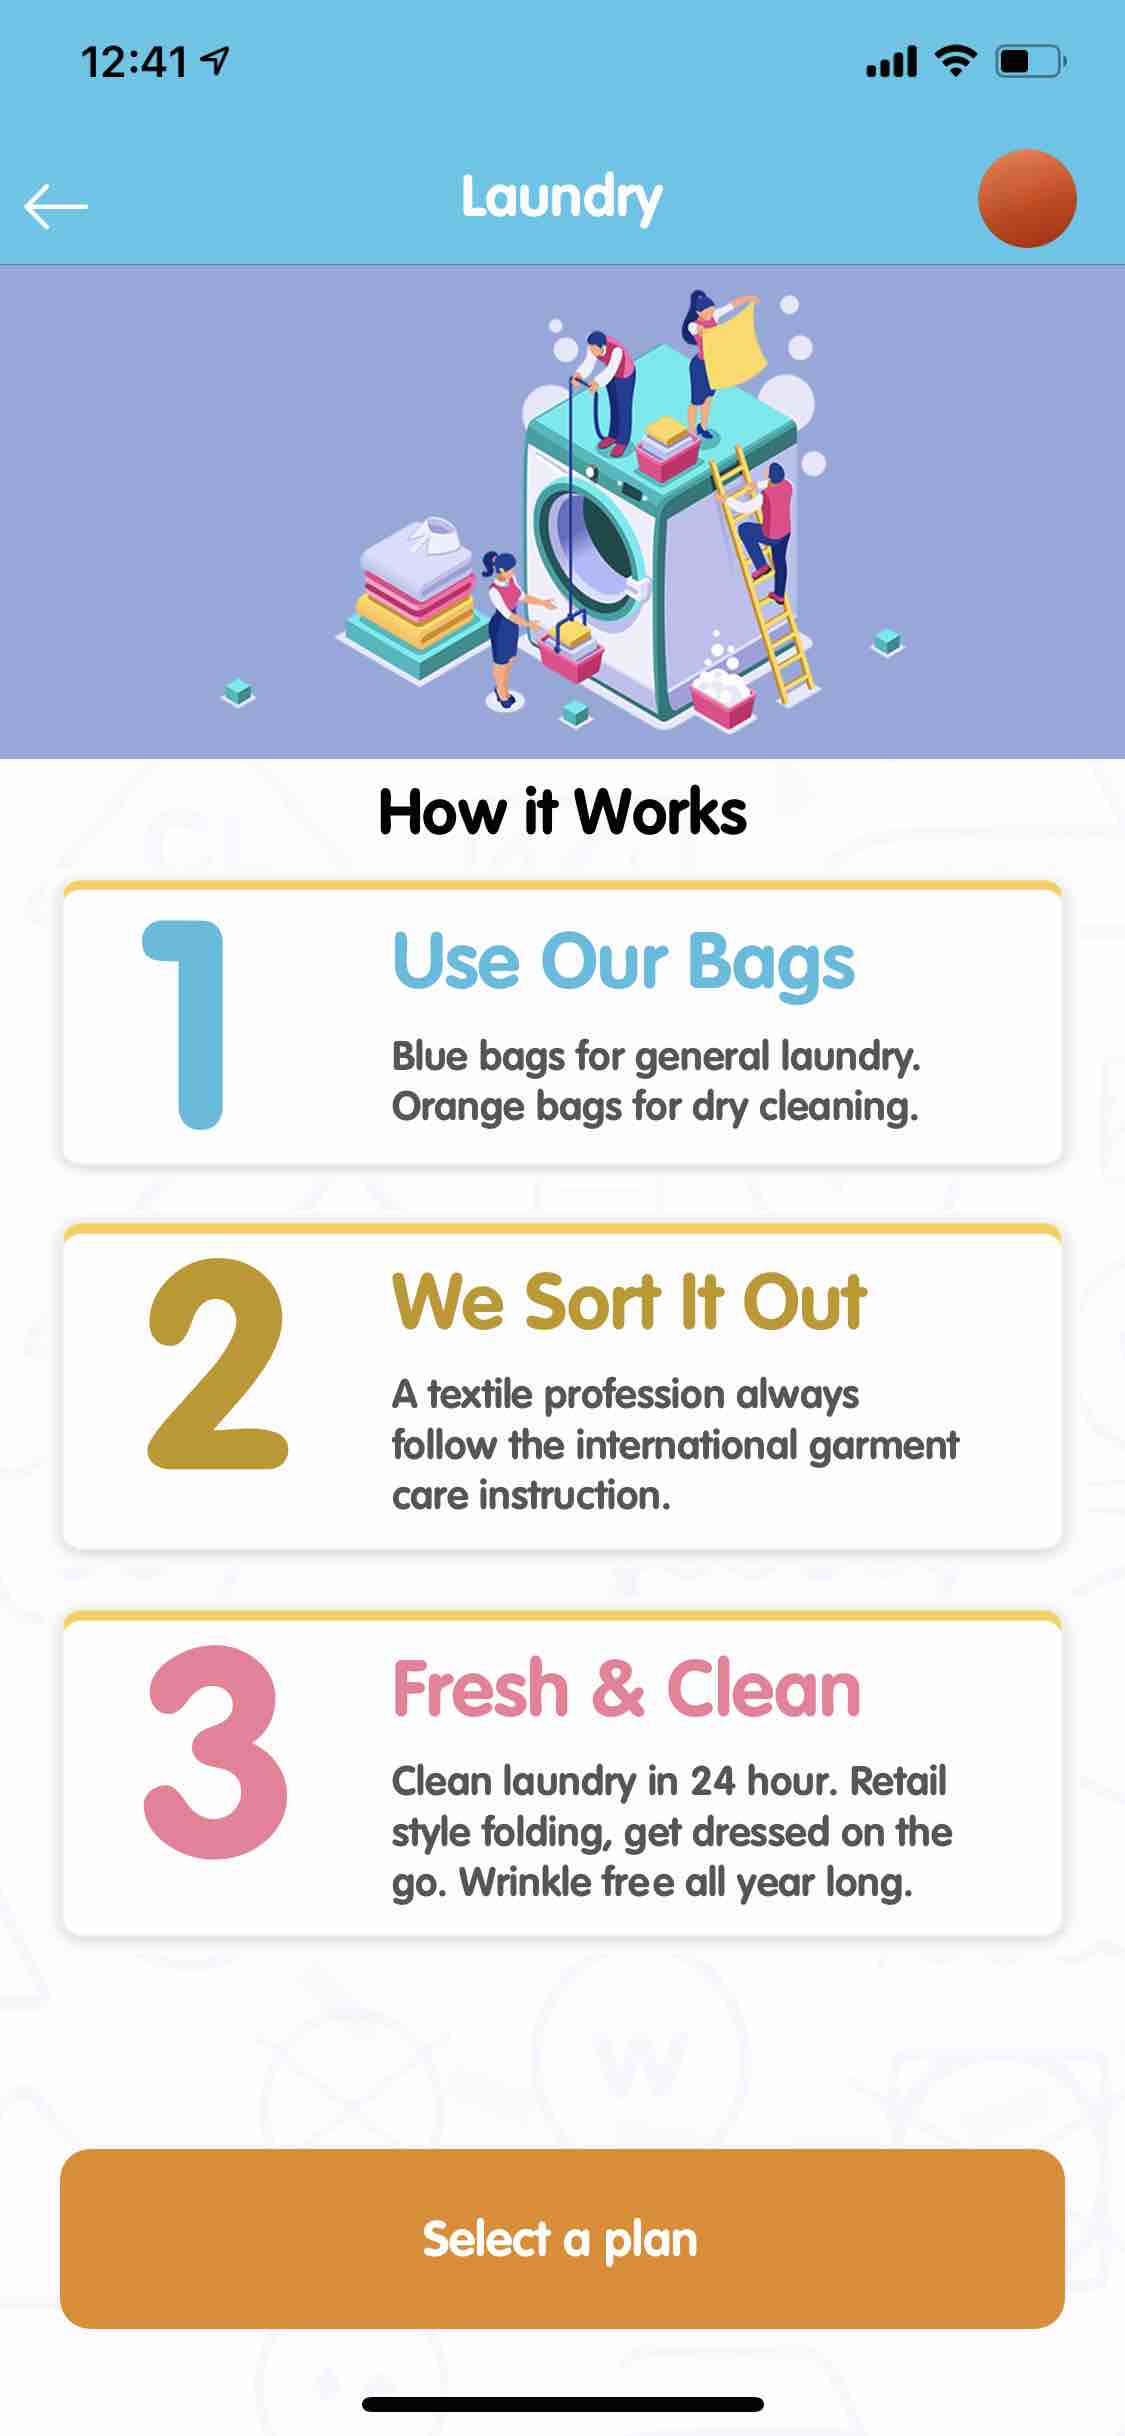 12:41
Laundry
How it Works
1
Use Our Bags
Blue bags for general laundry.
Orange bags for dry cleaning.
2
We Sort It Out
A textile profession always
follow the international garment
care instruction.
3
Fresh & Clean
Clean laundry in 24 hour. Retail
style folding, get dressed on the
go. Wrinkle free all year long.
W
Select a plan